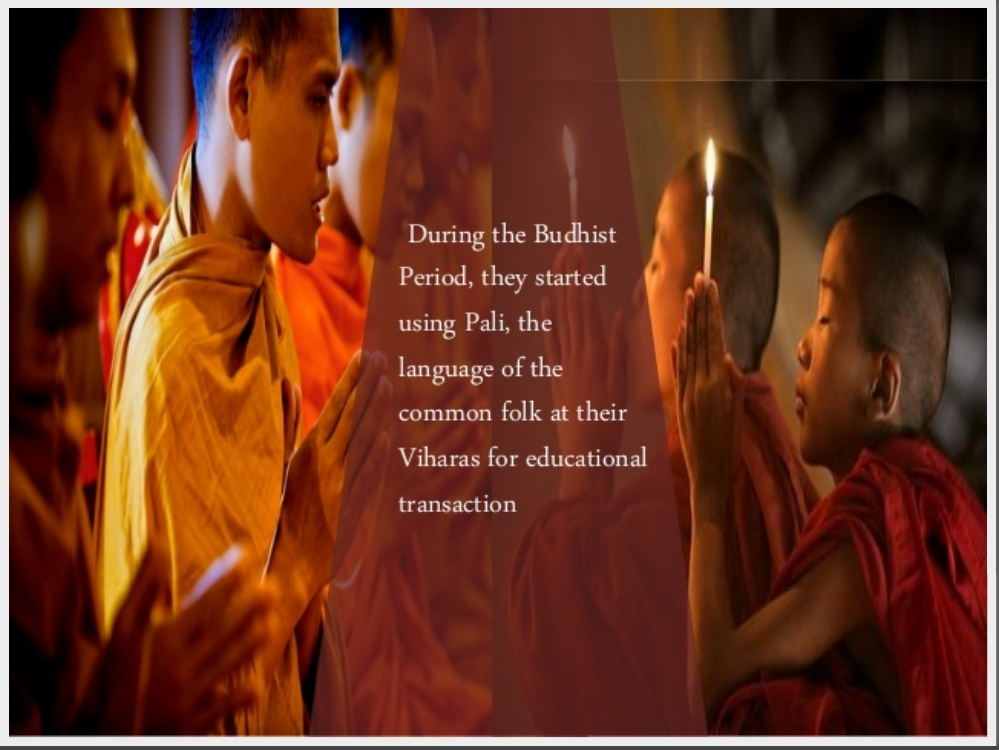 During the Budhist
Period, they started
using Pali, the
language of the
common folk at their
Viharas for educational
transaction